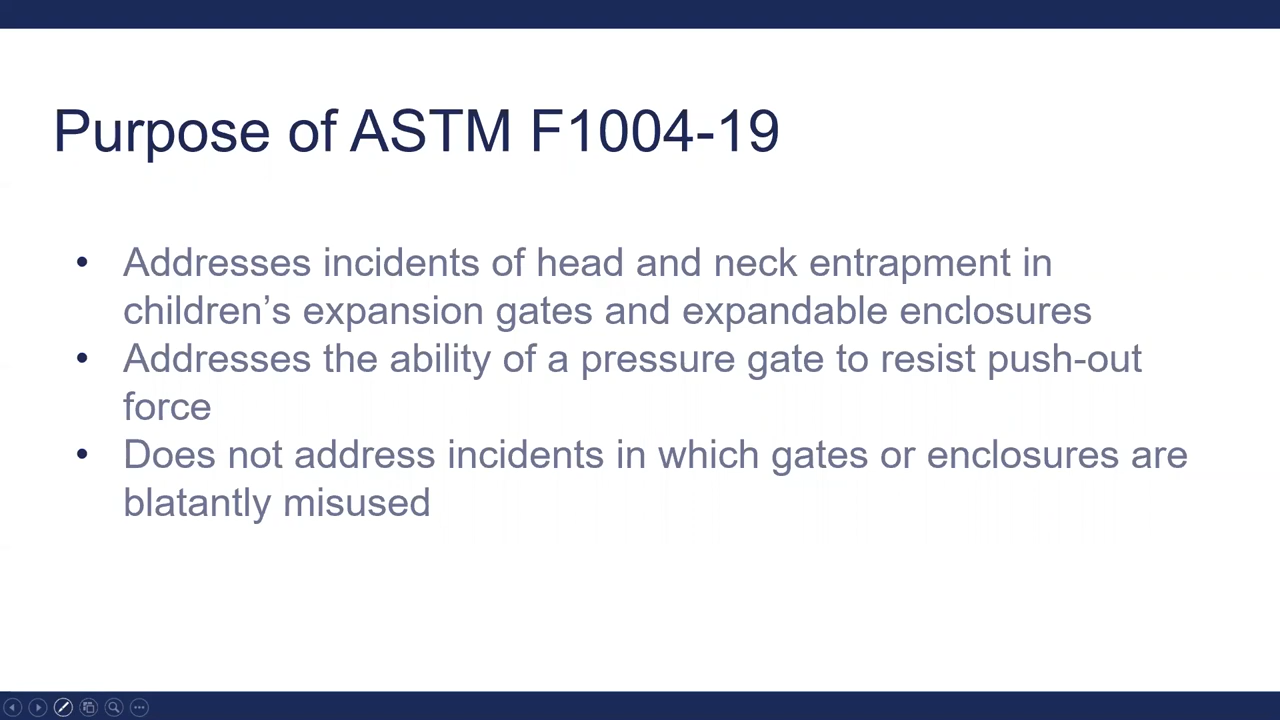 Purpose of ASTM F1004-19
• Addresses incidents of head and neck entrapment in
children’s expansion gates and expandable enclosures
• Addresses the ability of a pressure gate to resist push-out
force
• Does not address incidents in which gates or enclosures are
blatantly misused